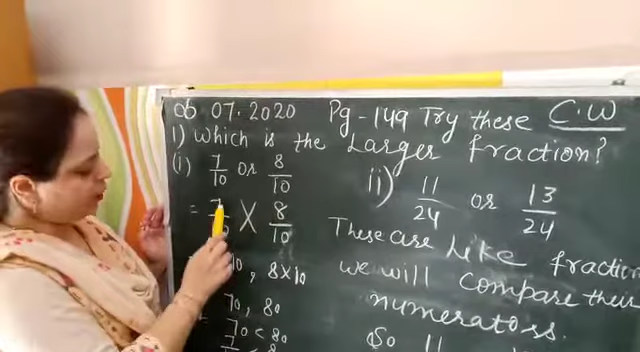 06.07.2020 Pg-149 Try these C.W
1) Which is the Larger fraction?
(i) 7/10 or 8/10
= 7/10 X 8/10
, 8×10
70, 80
70 < 80
ii) 11/24 or 13/24
These are Like fraction
we will compare their
numerators.
So 11